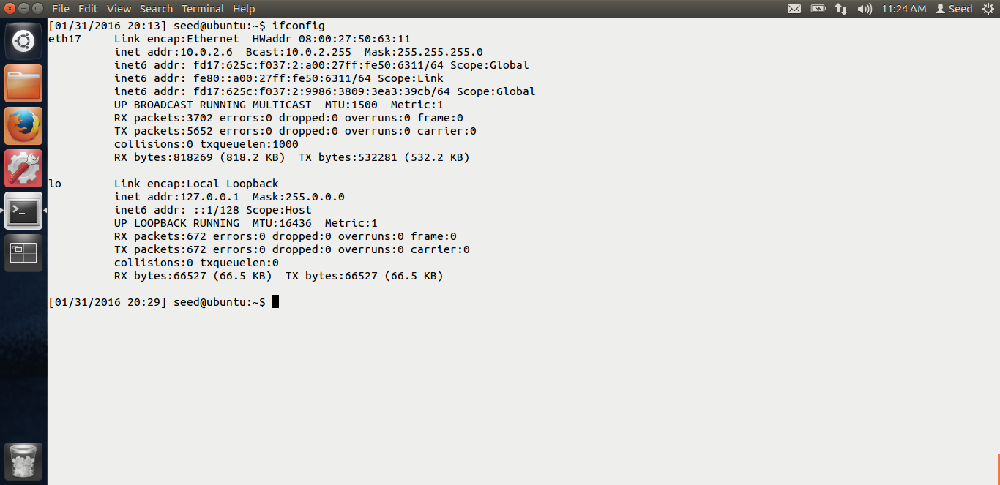 File Edit View Search Terminal Help 11:24 AM Seed
[01/31/2016 20:13] seed@ubuntu:~$ ifconfig
eth17     Link encap:Ethernet  HWaddr 08:00:27:50:63:11
          inet addr:10.0.2.6  Bcast:10.0.2.255  Mask:255.255.255.0
          inet6 addr: fd17:625c:f037:2:a00:27ff:fe50:6311/64 Scope:Global
          inet6 addr: fe80::a00:27ff:fe50:6311/64 Scope:Link
          inet6 addr: fd17:625c:f037:2:9986:3809:3ea3:39cb/64 Scope:Global
          UP BROADCAST RUNNING MULTICAST  MTU:1500  Metric:1
          RX packets:3702 errors:0 dropped:0 overruns:0 frame:0
          TX packets:5652 errors:0 dropped:0 overruns:0 carrier:0
          collisions:0 txqueuelen:1000
          RX bytes:818269 (818.2 KB)  TX bytes:532281 (532.2 KB)
lo        Link encap:Local Loopback
          inet addr:127.0.0.1  Mask:255.0.0.0
          inet6 addr: ::1/128 Scope:Host
          UP LOOPBACK RUNNING  MTU:16436  Metric:1
          RX packets:672 errors:0 dropped:0 overruns:0 frame:0
          TX packets:672 errors:0 dropped:0 overruns:0 carrier:0
          collisions:0 txqueuelen:0
          RX bytes:66527 (66.5 KB)  TX bytes:66527 (66.5 KB)
[01/31/2016 20:29] seed@ubuntu:~$